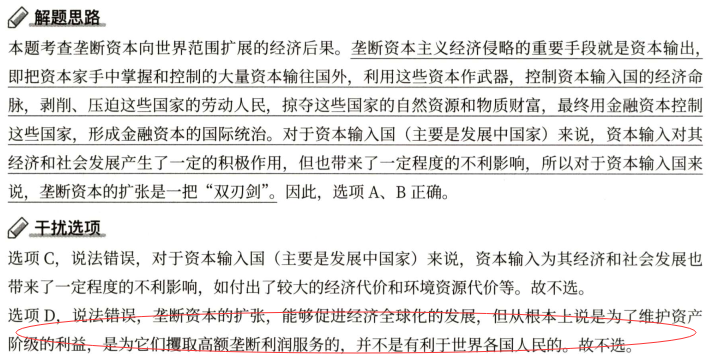 解题思路
本题考查垄断资本向世界范围扩展的经济后果。垄断资本主义经济侵略的重要手段就是资本输出，
即把资本家手中掌握和控制的大量资本输往国外，利用这些资本作武器，控制资本输入国的经济命
脉，剥削、压迫这些国家的劳动人民，掠夺这些国家的自然资源和物质财富，最终用金融资本控制
这些国家，形成金融资本的国际统治。对于资本输入国（主要是发展中国家）来说，资本输入对其
经济和社会发展产生了一定的积极作用，但也带来了一定程度的不利影响，所以对于资本输入国来
说，垄断资本的扩张是一把“双刃剑”。因此，选项 A、B 正确。
干扰选项
选项 C，说法错误，对于资本输入国（主要是发展中国家）来说，资本输入为其经济和社会发展也
带来了一定程度的不利影响，如付出了较大的经济代价和环境资源代价等。故不选。
选项 D，说法错误，垄断资本的扩张，能够促进经济全球化的发展，但从根本上说是为了维护资产
阶级的利益，是为它们攫取高额垄断利润服务的，并不是有利于世界各国人民的。故不选。